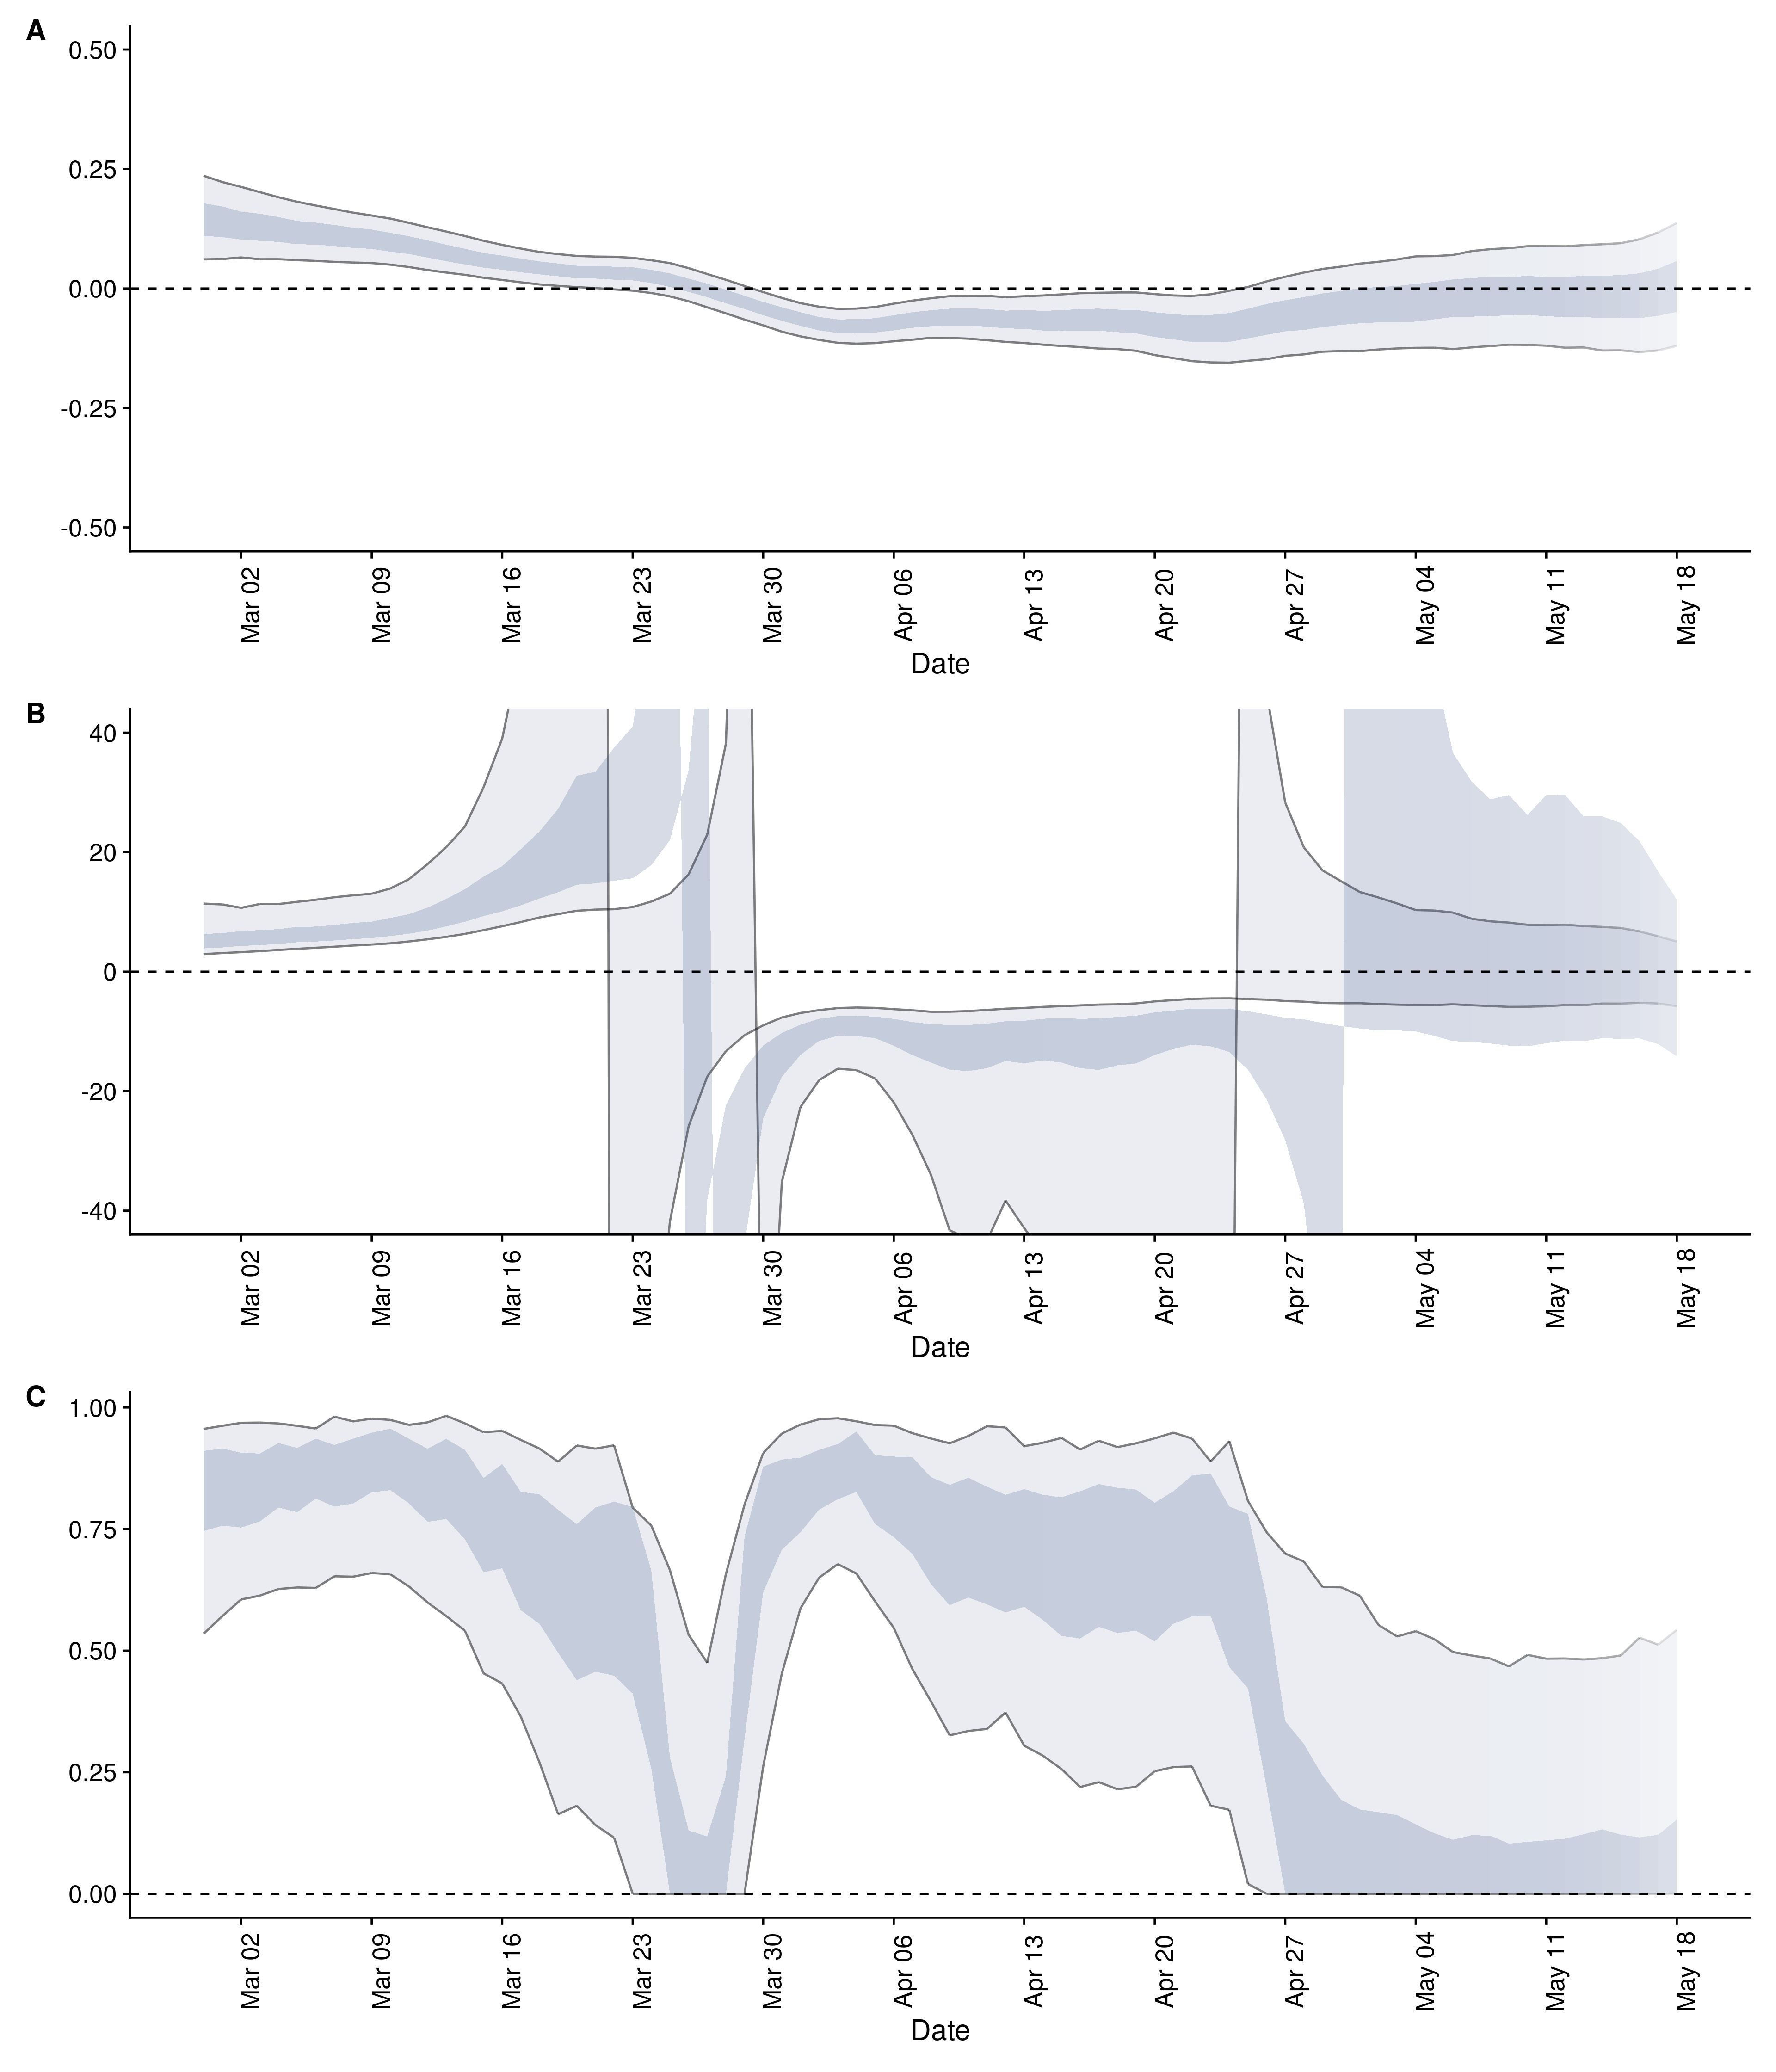 A
0.50
0.25
0.00
-0.25
-0.50
Mar 02
Mar 09
Mar 16
Mar 23
Mar 30
Apr 06
Apr 13
Apr 20
Apr 27
May 04
May 11
May 18
Date
B
40
20
0
-20
-40
Mar 02
Mar 09
Mar 16
Mar 23
Mar 30
Apr 06
Apr 13
Apr 20
Apr 27
May 04
May 11
May 18
Date
C
1.00
0.75
0.50
0.25
0.00
Mar 02
Mar 09
Mar 16
Mar 23
Mar 30
Apr 06
Apr 13
Apr 20
Apr 27
May 04
May 11
May 18
Date